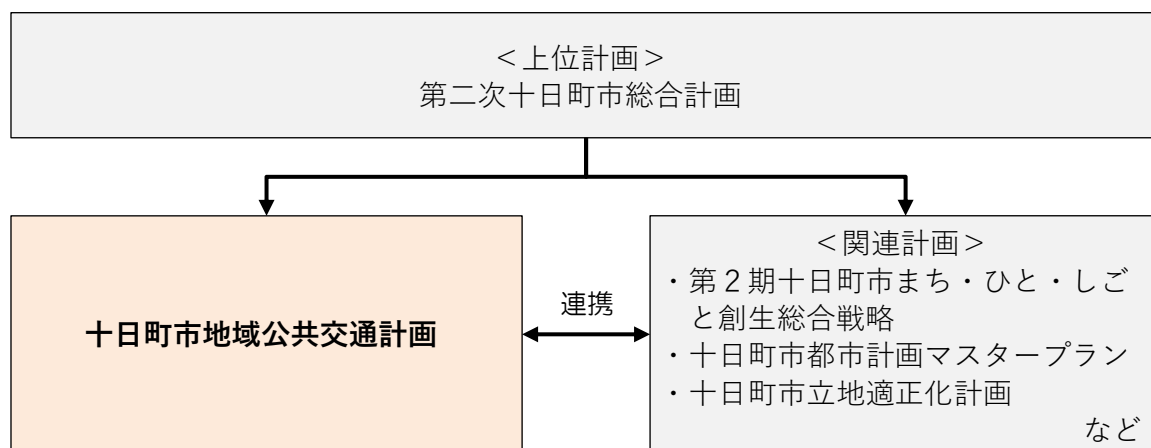 ＜上位計画＞
第二次十日町市総合計画
十日町市地域公共交通計画
連携
＜関連計画＞
・第２期十日町市まち・ひと・しご
と創生総合戦略
・十日町市都市計画マスタープラン
・十日町市立地適正化計画
など